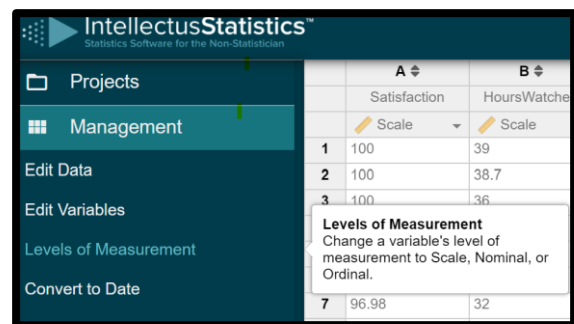 IntellectusStatistics™
Statistics Software for the Non-Statistician
Projects
Management
Edit Data
Edit Variables
Levels of Measurement
Convert to Date
A B
Satisfaction HoursWatche
Scale Scale
1 100 39
2 100 38.7
3 100 36
Levels of Measurement
Change a variable's level of
measurement to Scale, Nominal, or
Ordinal.
7 96.98 32